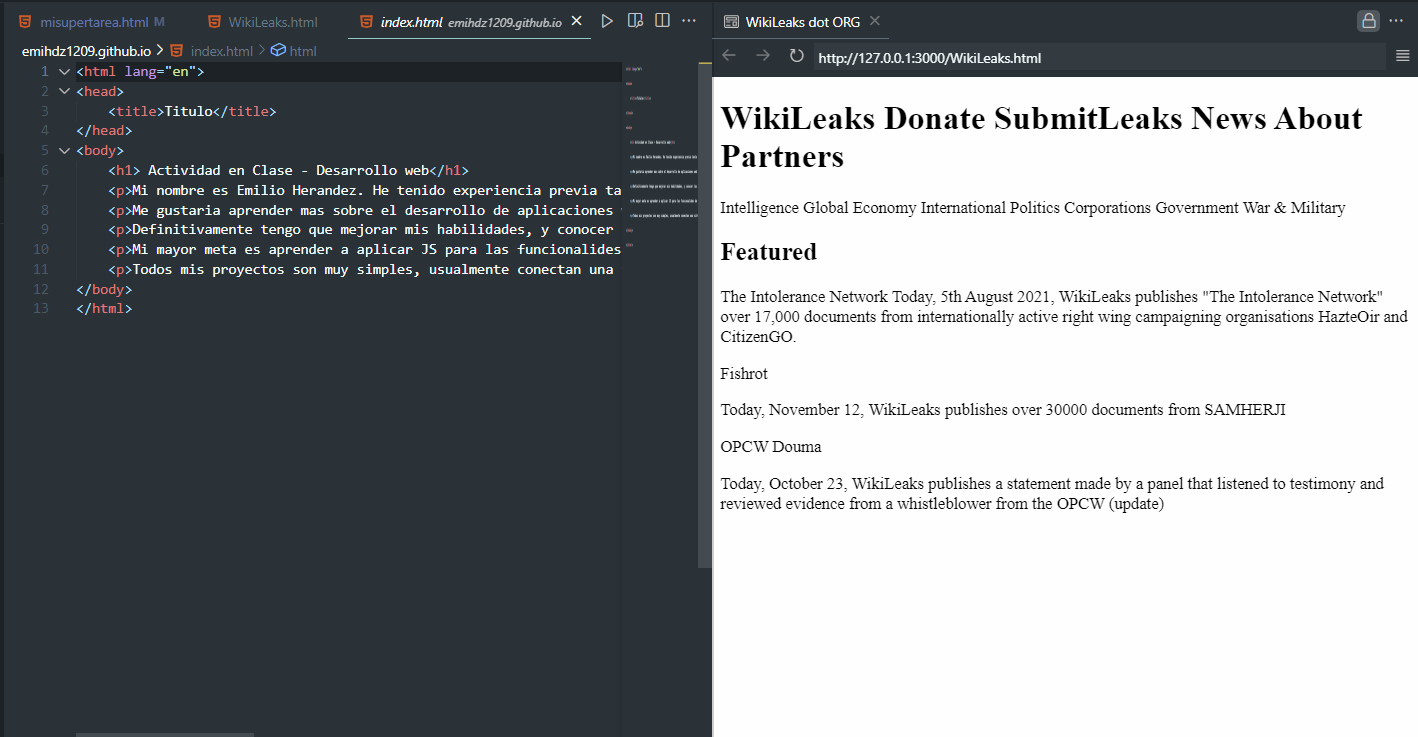 misupertarea.html M
WikiLeaks.html
index.html emihdz1209.github.io
emihdz1209.github.io > index.html > html
1 <html lang="en">
2 <head>
3 <title>Titulo</title>
4 </head>
5 <body>
6 <h1> Actividad en Clase - Desarrollo web</h1>
7 <p>Mi nombre es Emilio Herandez. He tenido experiencia previa ta
8 <p>Me gustaria aprender mas sobre el desarrollo de aplicaciones
9 <p>Definitivamente tengo que mejorar mis habilidades, y conocer
10 <p>Mi mayor meta es aprender a aplicar JS para las funcionalides
11 <p>Todos mis proyectos son muy simples, usualmente conectan una
12 </body>
13 </html>
WikiLeaks dot ORG
http://127.0.0.1:3000/WikiLeaks.html
WikiLeaks Donate SubmitLeaks News About
Partners
Intelligence Global Economy International Politics Corporations Government War & Military
Featured
The Intolerance Network Today, 5th August 2021, WikiLeaks publishes "The Intolerance Network"
over 17,000 documents from internationally active right wing campaigning organisations HazteOir and
CitizenGO.
Fishrot
Today, November 12, WikiLeaks publishes over 30000 documents from SAMHERJI
OPCW Douma
Today, October 23, WikiLeaks publishes a statement made by a panel that listened to testimony and
reviewed evidence from a whistleblower from the OPCW (update)